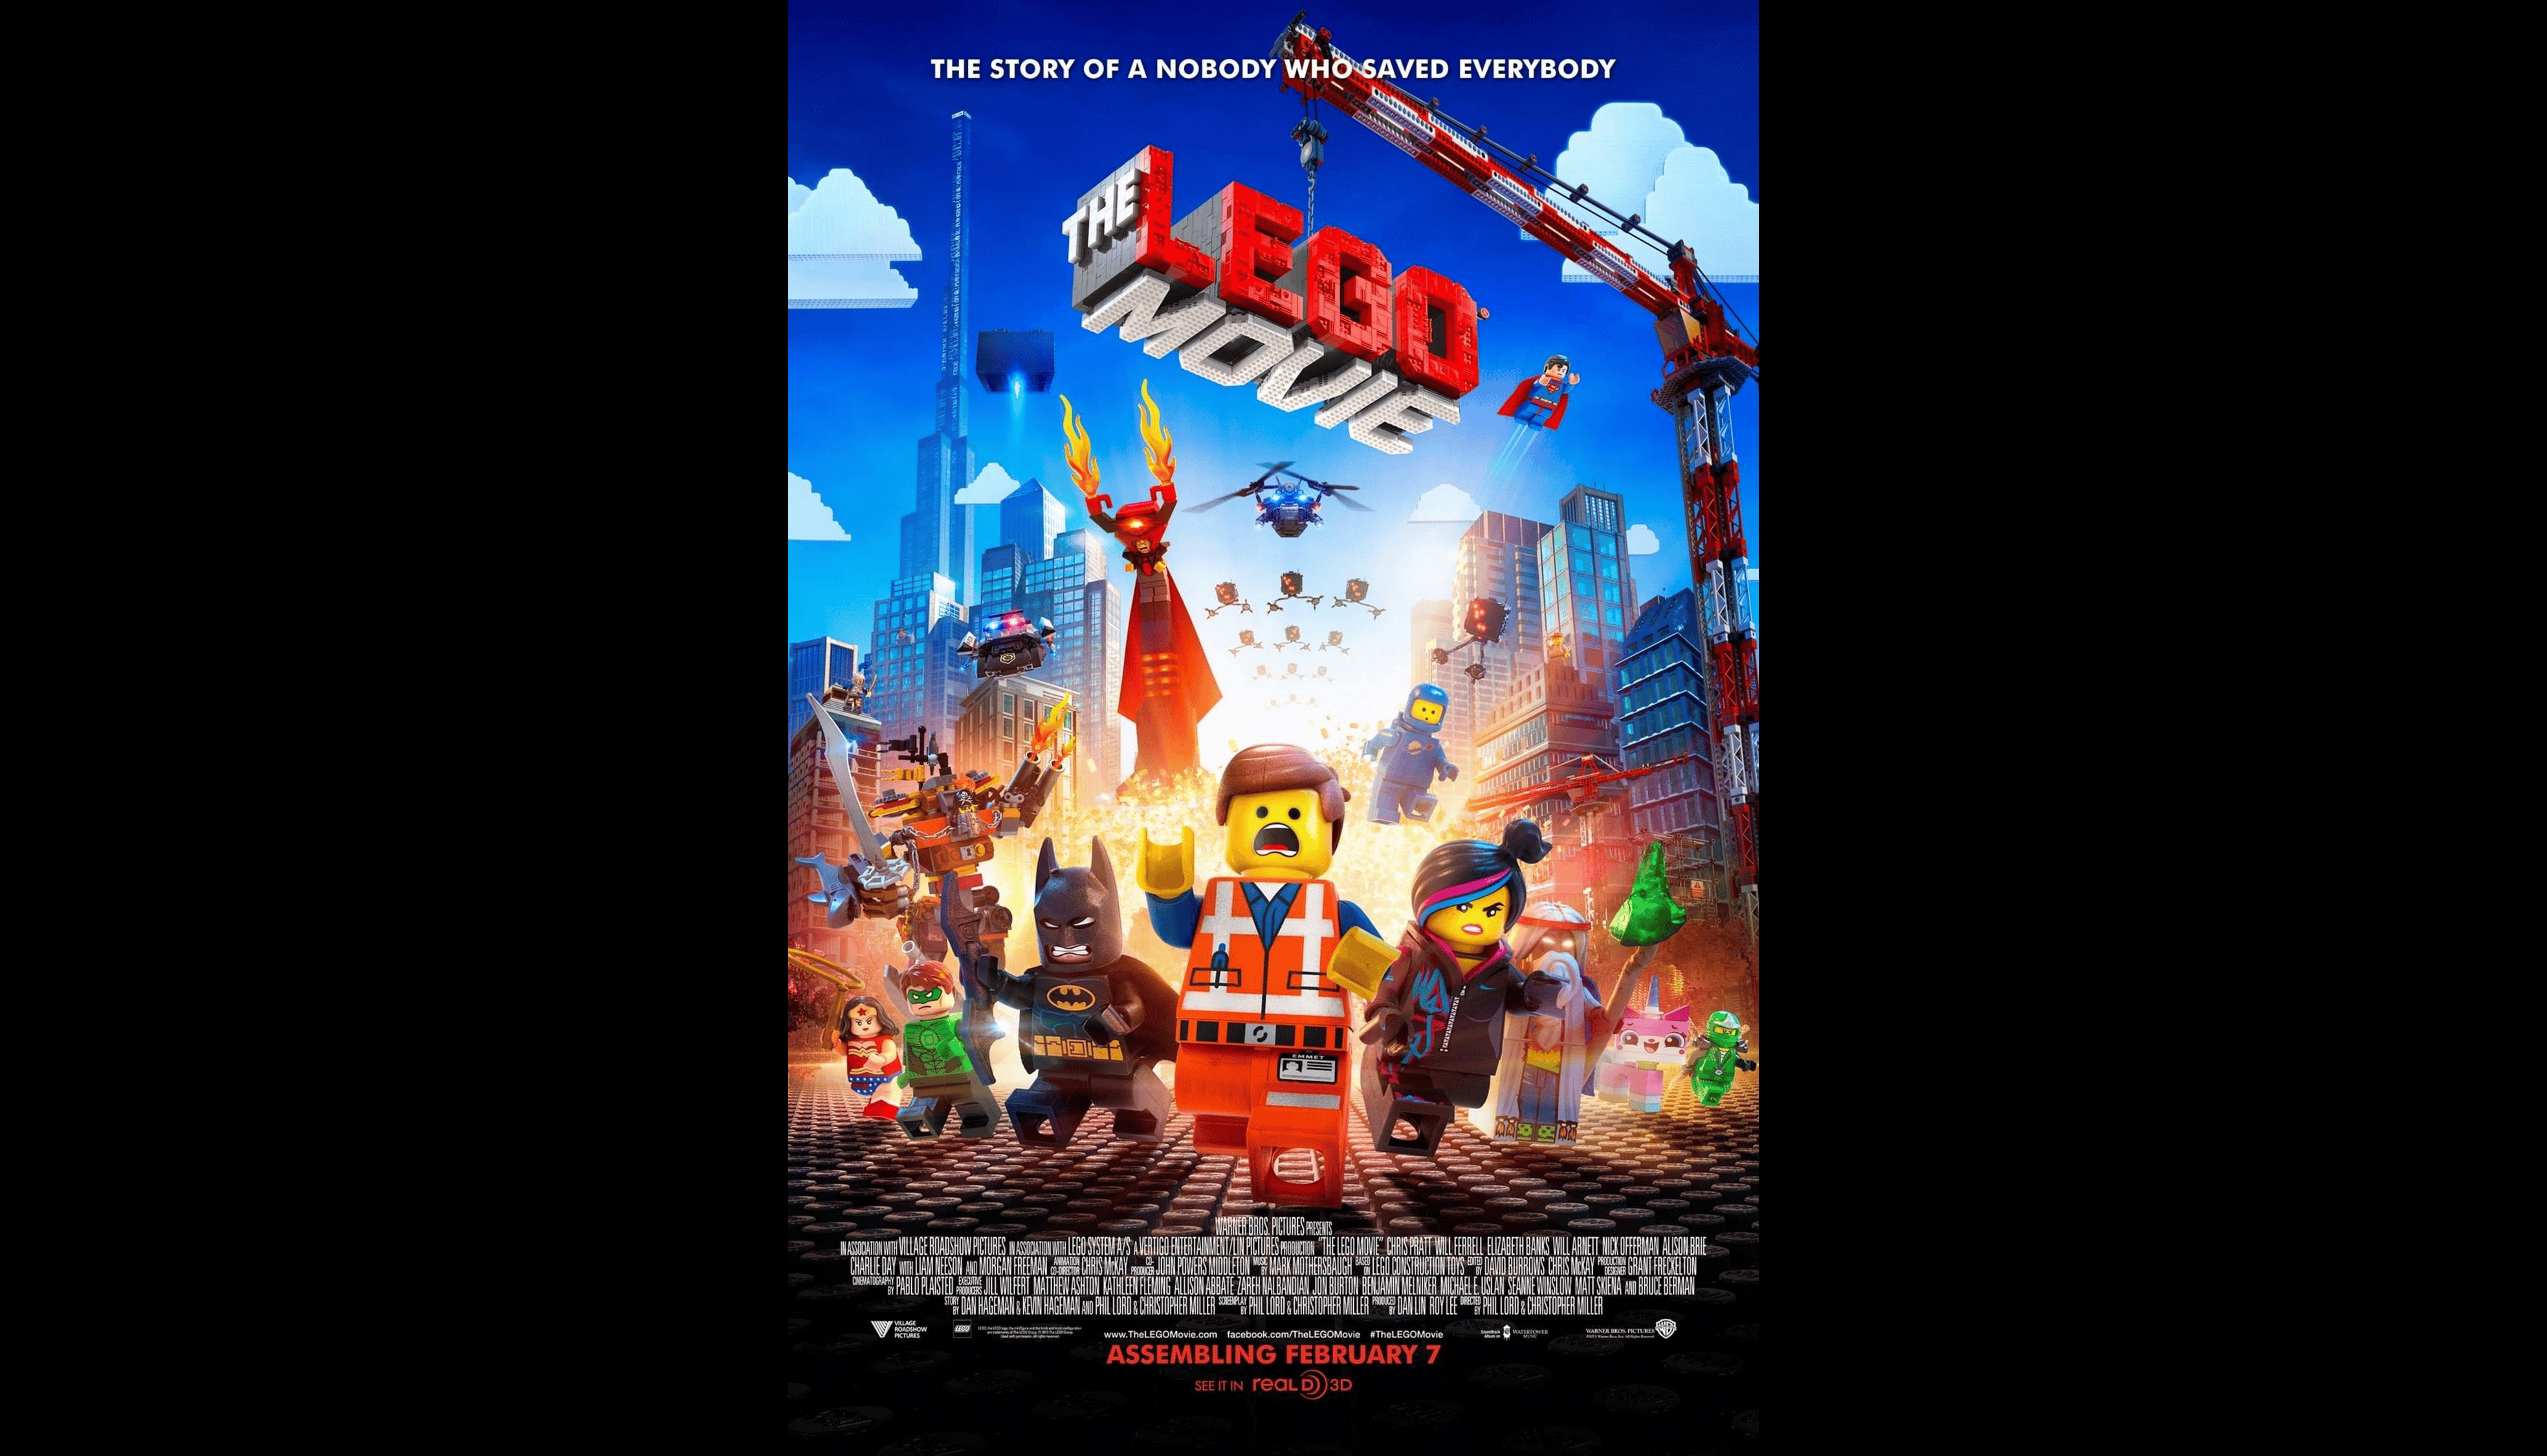 THE STORY OF A NOBODY WHO SAVED EVERYBODY
THE LEGO
MOVIE
EMMET
WARNER BROS. PICTURES PRESENTS
IN ASSOCIATION WITH VILLAGE ROADSHOW PICTURES IN ASSOCIATION WITH LEGO SYSTEM A/S A VERTIGO ENTERTAINMENT/LIN PICTURES PRODUCTION "THE LEGO MOVIE" CHRIS PRATT WILL FERRELL ELIZABETH BANKS WILL ARNETT NICK OFFERMAN ALISON BRIE
CHARLIE DAY WITH LIAM NEESON AND MORGAN FREEMAN ANIMATION CO-DIRECTOR CHRIS McKAY CO-PRODUCER JOHN POWERS MIDDLETON MUSIC BY MARK MOTHERSBAUGH BASED ON LEGO CONSTRUCTION TOYS EDITED BY DAVID BURROWS CHRIS McKAY PRODUCTION DESIGNER GRANT FRECKELTON
CINEMATOGRAPHY BY PABLO PLAISTED EXECUTIVE PRODUCERS JILL WILFERT MATTHEW ASHTON KATHLEEN FLEMING ALLISON ABBATE ZAREH NALBANDIAN JON BURTON BENJAMIN MELNIKER MICHAEL E. USLAN SEANNE WINSLOW MATT SKIENA AND BRUCE BERMAN
STORY BY DAN HAGEMAN & KEVIN HAGEMAN AND PHIL LORD & CHRISTOPHER MILLER SCREENPLAY BY PHIL LORD & CHRISTOPHER MILLER PRODUCED BY DAN LIN ROY LEE DIRECTED BY PHIL LORD & CHRISTOPHER MILLER
VILLAGE ROADSHOW PICTURES
LEGO
www.TheLEGOMovie.com facebook.com/TheLEGOMovie #TheLEGOMovie
Soundtrack Album on WATERTOWER MUSIC
WARNER BROS. PICTURES
ASSEMBLING FEBRUARY 7
SEE IT IN REAL D 3D